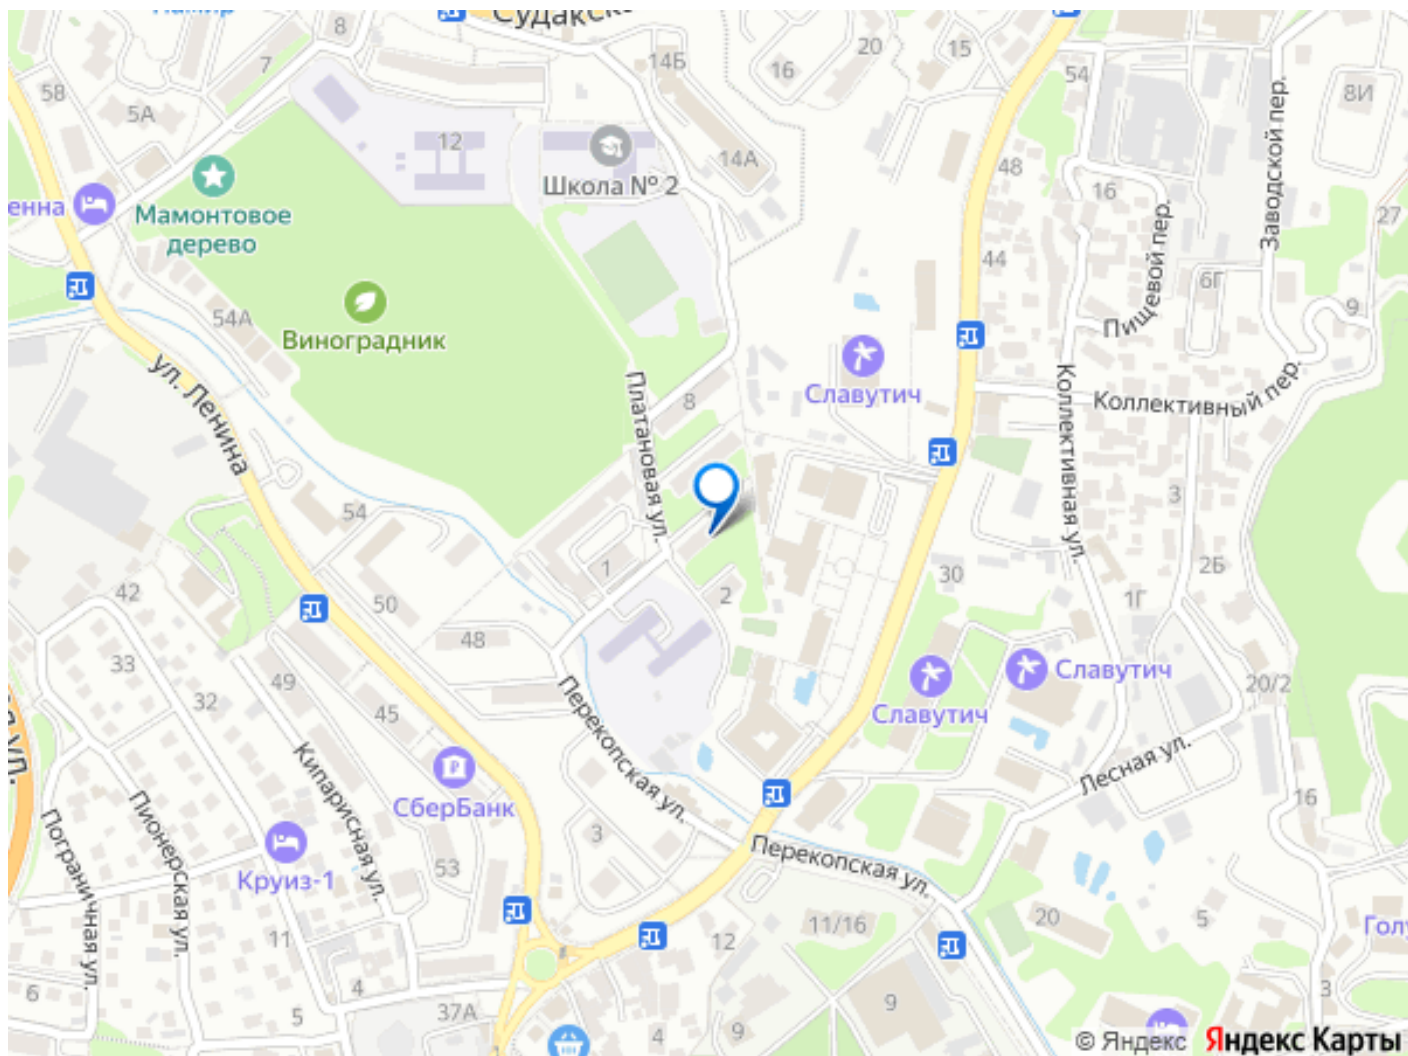 Судакск
8
20
15
14Б
16
54
7
58
5А
8И
12
14А
Школа № 2
48
16
Заводской пер.
27
енна
Мамонтовое
дерево
Пищевой пер.
44
6Г
9
54А
Виноградник
ул. Ленина
Славутич
Платановая ул.
8
Коллективный пер.
Коллективная ул.
3
54
1
2Б
30
2
42
50
1Г
48
33
32
49
45
Славутич
Славутич
20/2
Перекопская ул.
Лесная ул.
СберБанк
Кипарисная ул.
Пионерская ул.
Пограничная ул.
16
3
Перекопская ул.
53
Круиз-1
11
12
11/16
20
5
Голу
6
4
5
37А
4
9
9
3
© Яндекс Яндекс Карты